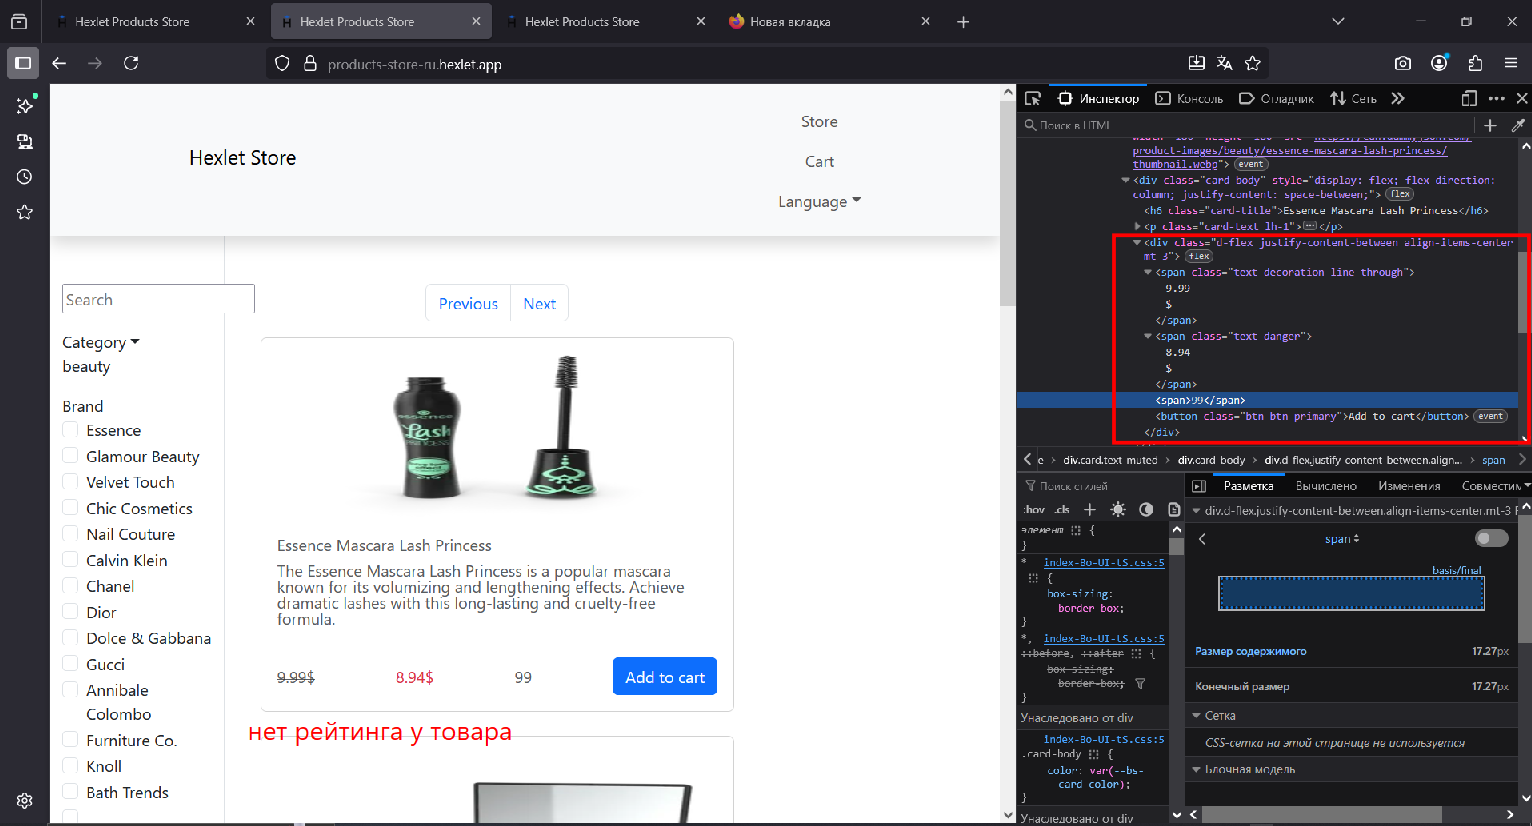 Hexlet Products Store
Hexlet Products Store
Hexlet Products Store
Новая вкладка
products-store-ru.hexlet.app
Hexlet Store
Store
Cart
Language
Search
Previous
Next
Category
beauty
Brand
Essence
Glamour Beauty
Velvet Touch
Chic Cosmetics
Nail Couture
Calvin Klein
Chanel
Dior
Dolce & Gabbana
Gucci
Annibale
Colombo
Furniture Co.
Knoll
Bath Trends
essence
Lash
Essence Mascara Lash Princess
The Essence Mascara Lash Princess is a popular mascara
known for its volumizing and lengthening effects. Achieve
dramatic lashes with this long-lasting and cruelty-free
formula.
9.99$
8.94$
99
Add to cart
нет рейтинга у товара
Инспектор
Консоль
Отладчик
Сеть
Поиск в HTML
product-images/beauty/essence-mascara-lash-princess/
thumbnail.webp"> event
<div class="card-body" style="display: flex; flex-direction:
column; justify-content: space-between;"> flex
<h6 class="card-title">Essence Mascara Lash Princess</h6>
<p class="card-text lh-1"></p>
<div class="d-flex justify-content-between align-items-center
mt-3"> flex
<span class="text-decoration-line-through">
9.99
$
</span>
<span class="text-danger">
8.94
$
</span>
<span>99</span>
<button class="btn btn-primary">Add to cart</button> event
</div>
e > div.card.text-muted > div.card-body > div.d-flex.justify-content-between.align... > span
Поиск стилей
:hov .cls
элемент {
}
* index-Bo-UI-tS.css:5
{
box-sizing:
border-box;
}
*, index-Bo-UI-tS.css:5
::before, ::after {
box-sizing:
border-box;
}
Унаследовано от div
index-Bo-UI-tS.css:5
.card-body {
color: var(--bs-
card-color);
}
Унаследовано от div
Разметка
Вычислено
Изменения
Совместим
div.d-flex.justify-content-between.align-items-center.mt-3
span
basis/final
Размер содержимого 17.27px
Конечный размер 17.27px
Сетка
CSS-сетка на этой странице не используется
Блочная модель